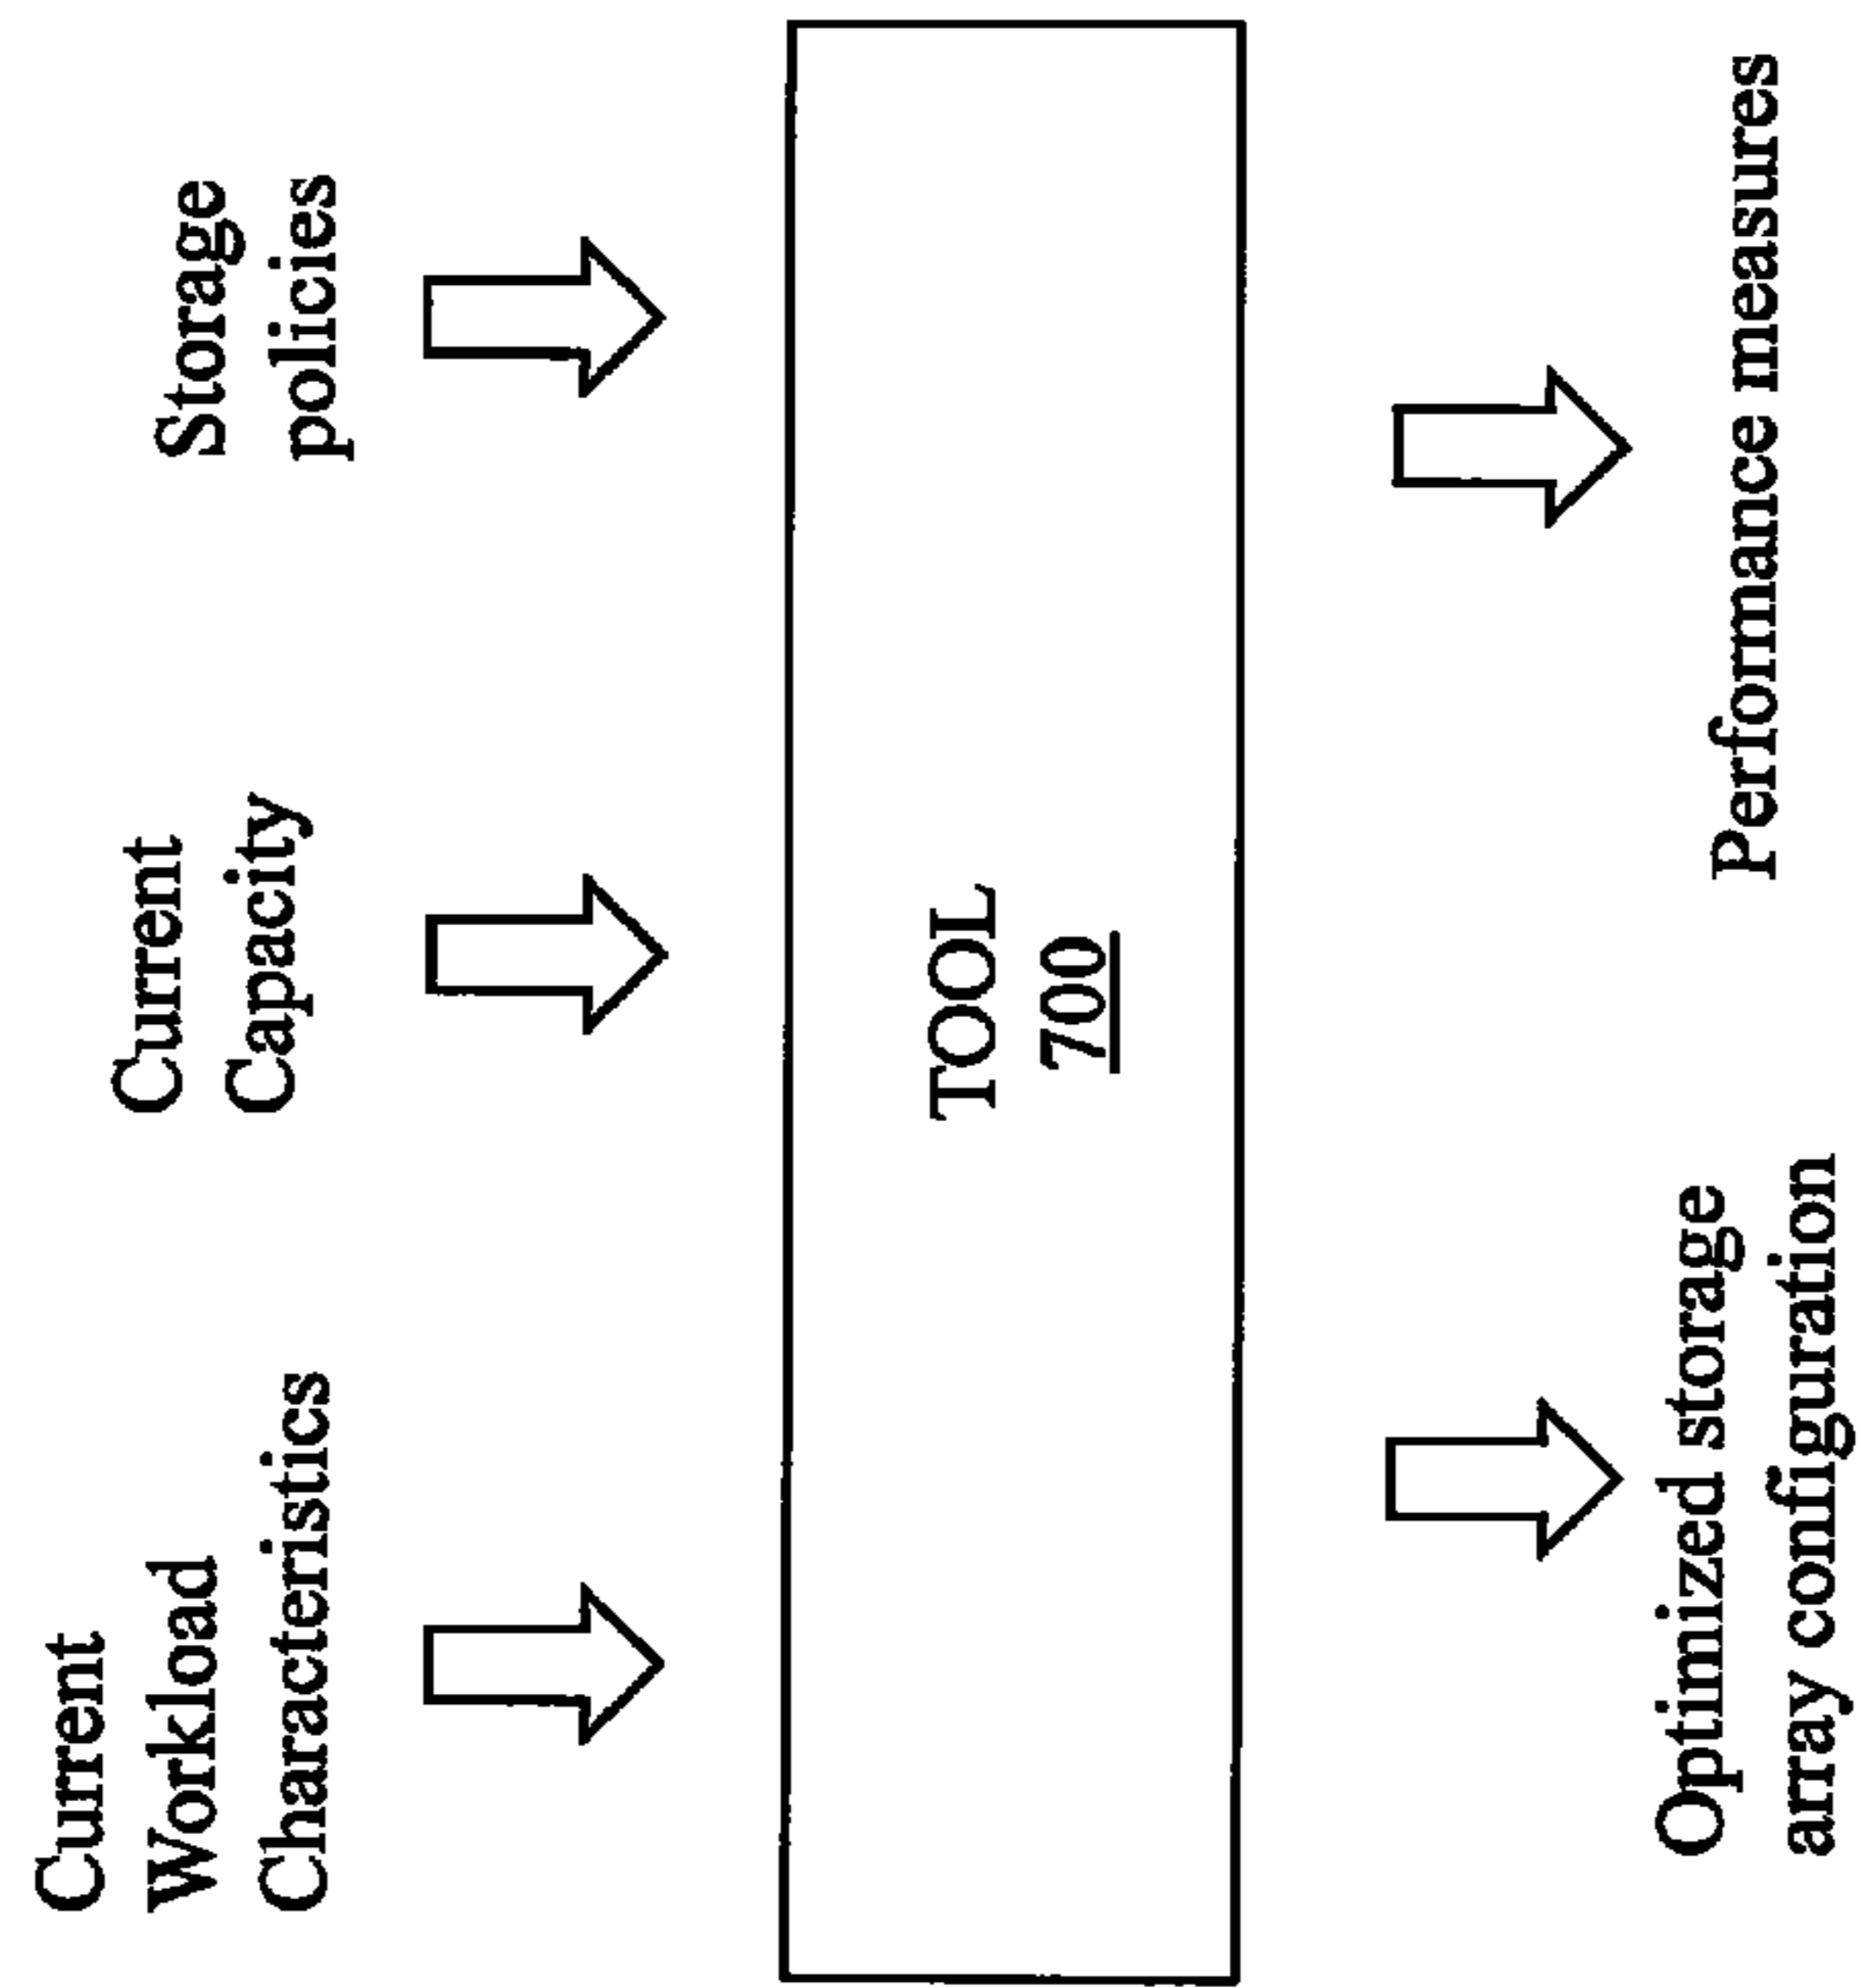 Current
Workload
Characteristics
Current
Capacity
Storage
policies
TOOL
700
Optimized storage
array configuration
Performance measures